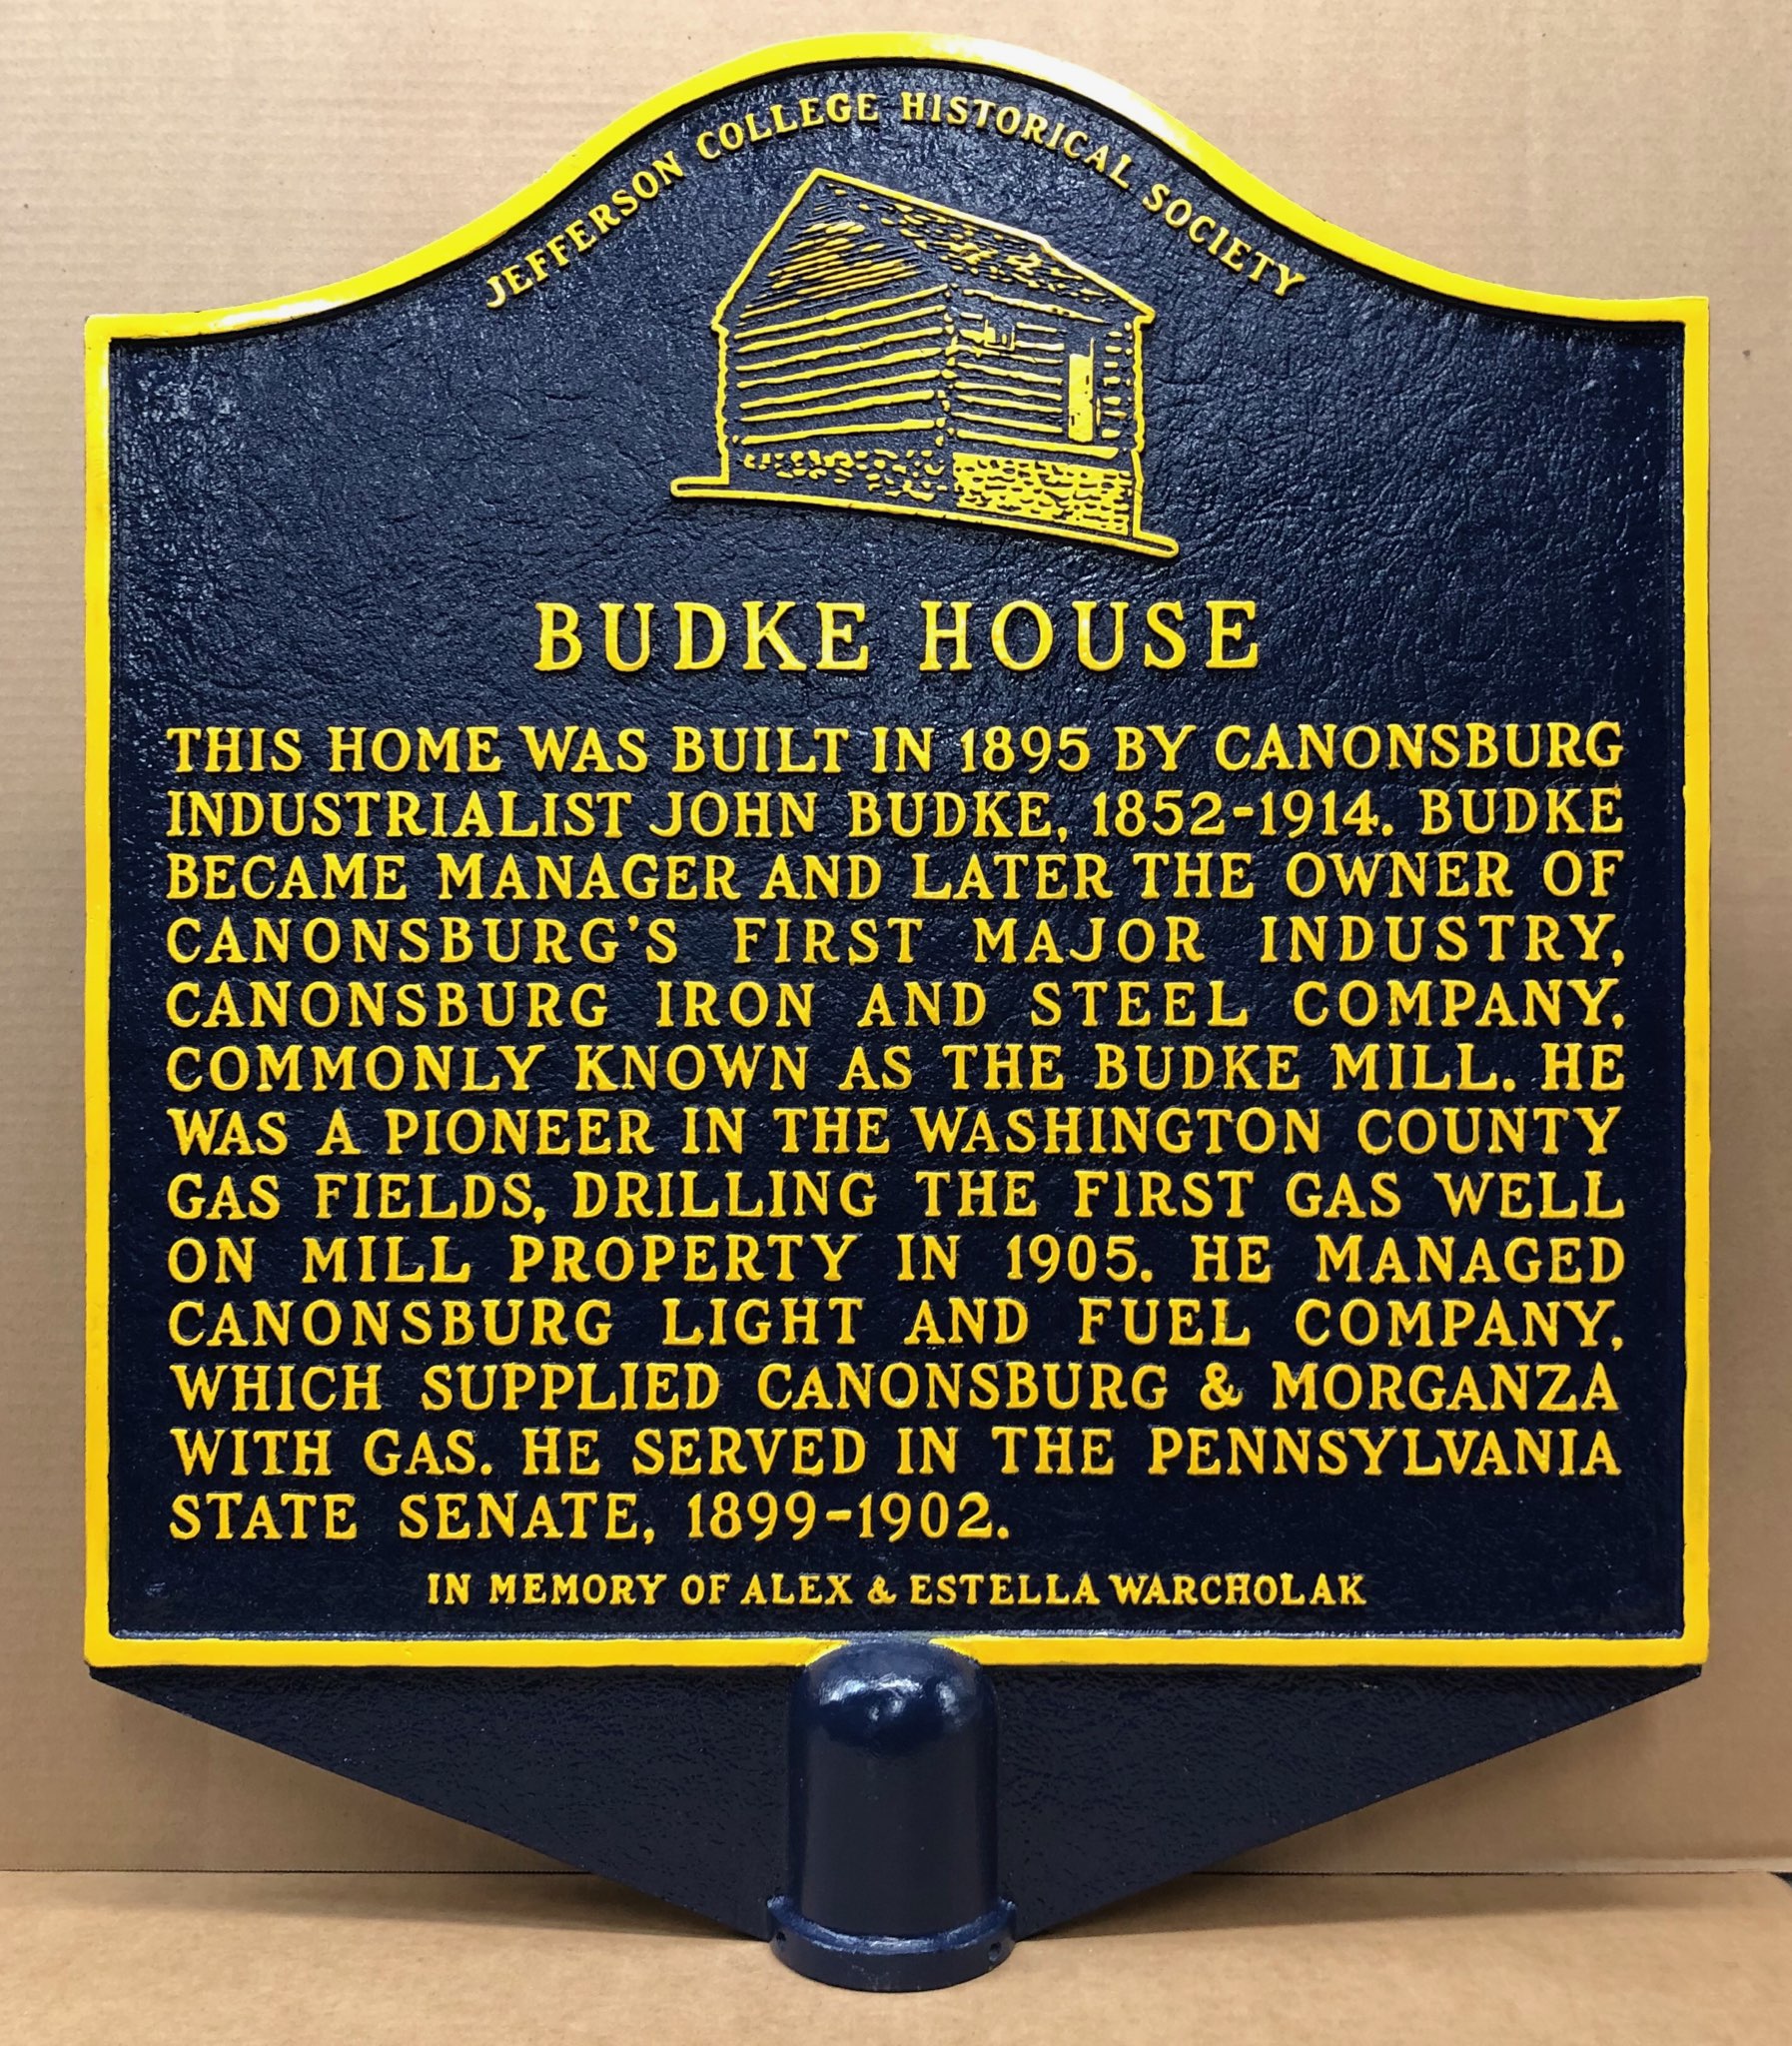 JEFFERSON COLLEGE HISTORICAL SOCIETY
BUDKE HOUSE
THIS HOME WAS BUILT IN 1895 BY CANONSBURG
INDUSTRIALIST JOHN BUDKE, 1852-1914. BUDKE
BECAME MANAGER AND LATER THE OWNER OF
CANONSBURG'S FIRST MAJOR INDUSTRY,
CANONSBURG IRON AND STEEL COMPANY,
COMMONLY KNOWN AS THE BUDKE MILL. HE
WAS A PIONEER IN THE WASHINGTON COUNTY
GAS FIELDS, DRILLING THE FIRST GAS WELL
ON MILL PROPERTY IN 1905. HE MANAGED
CANONSBURG LIGHT AND FUEL COMPANY,
WHICH SUPPLIED CANONSBURG & MORGANZA
WITH GAS. HE SERVED IN THE PENNSYLVANIA
STATE SENATE, 1899-1902.
IN MEMORY OF ALEX & ESTELLA WARCHOLAK